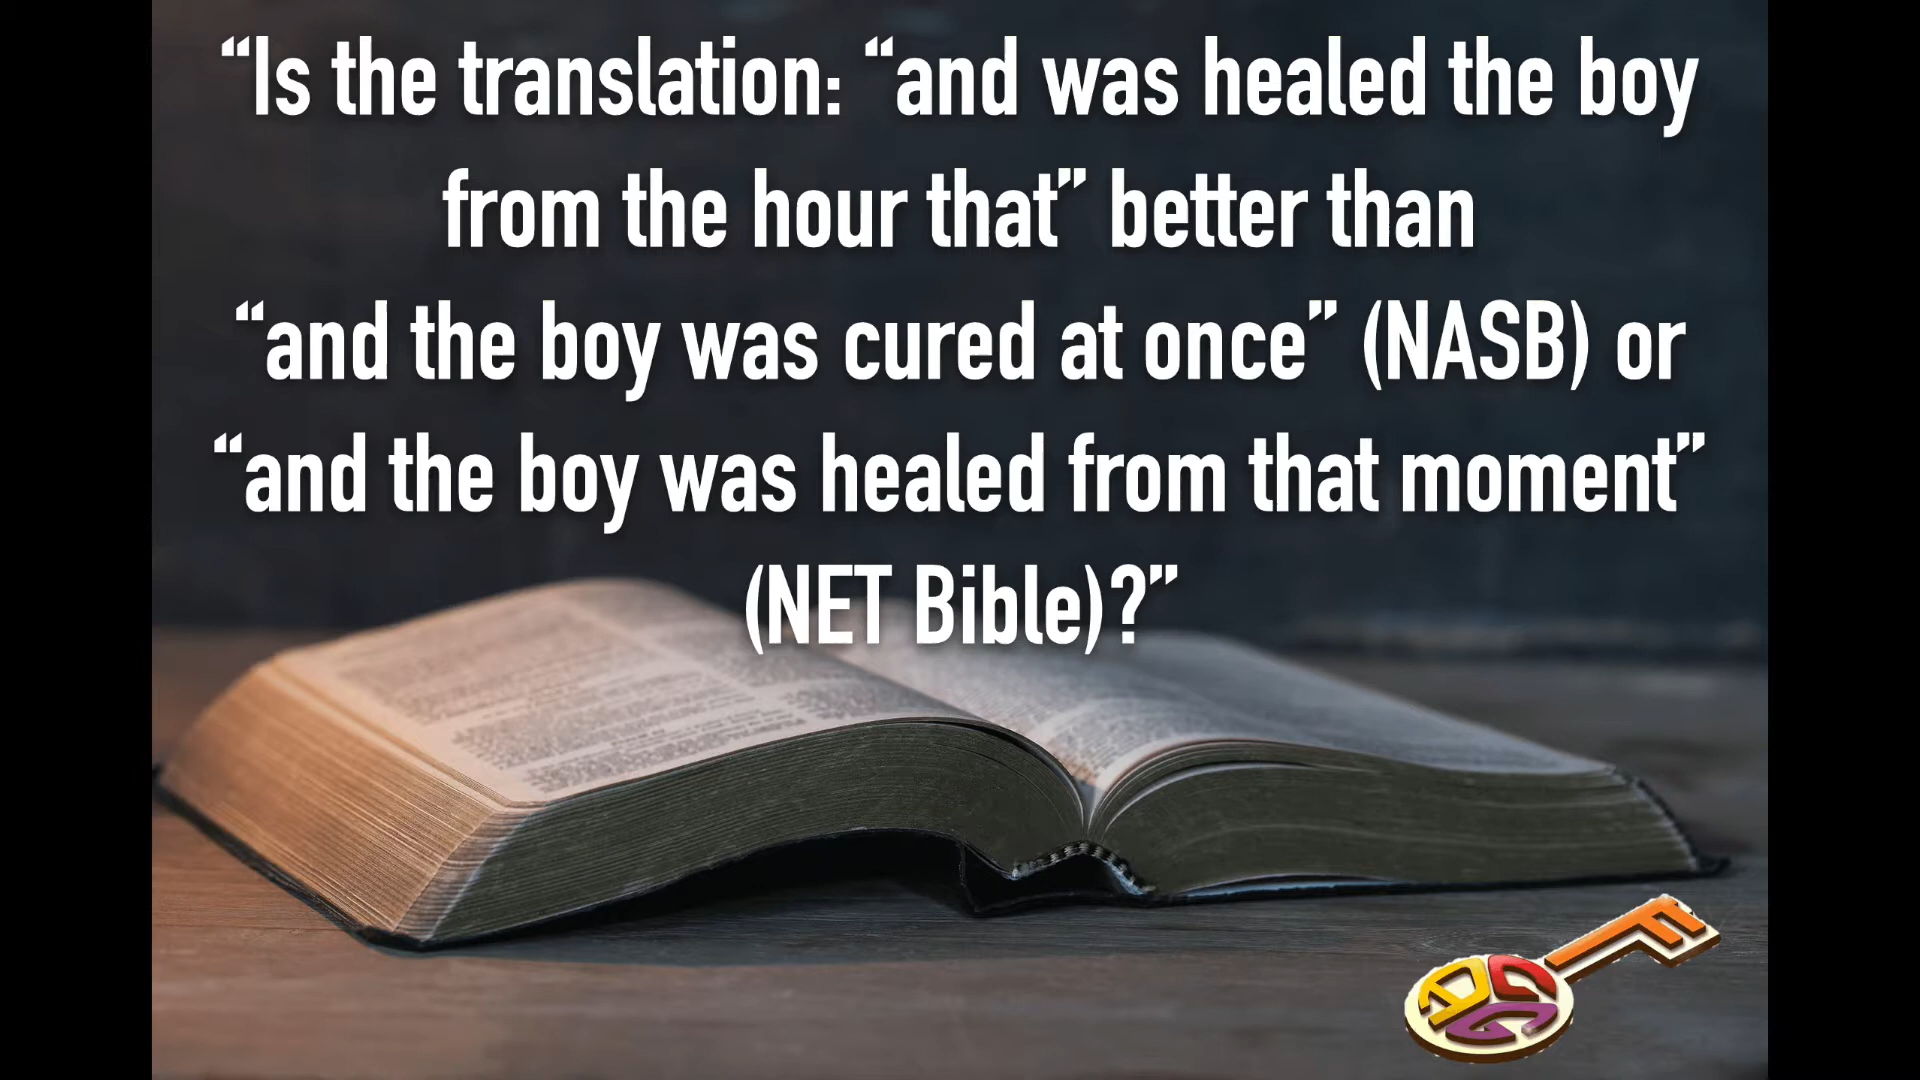 “Is the translation: “and was healed the boy
from the hour that” better than
“and the boy was cured at once” (NASB) or
“and the boy was healed from that moment”
(NET Bible)?”